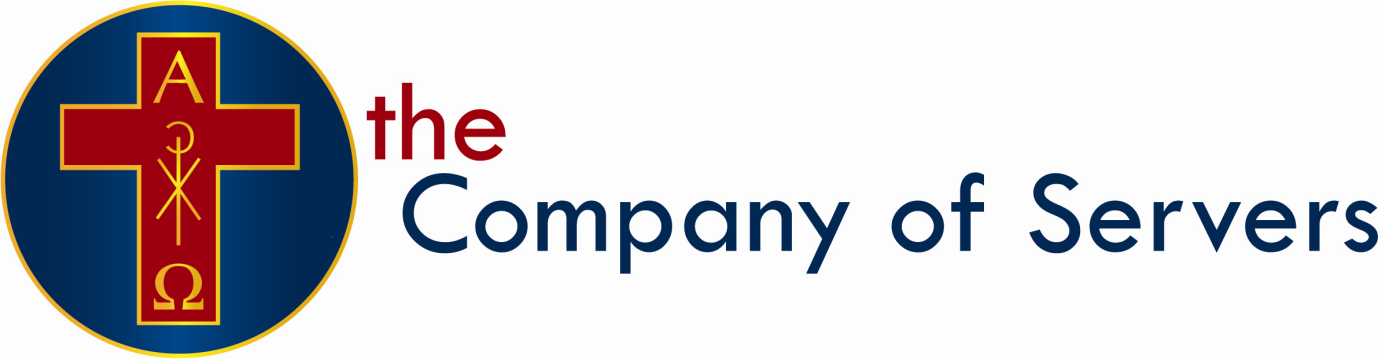 Α
Ω
the
Company of Servers